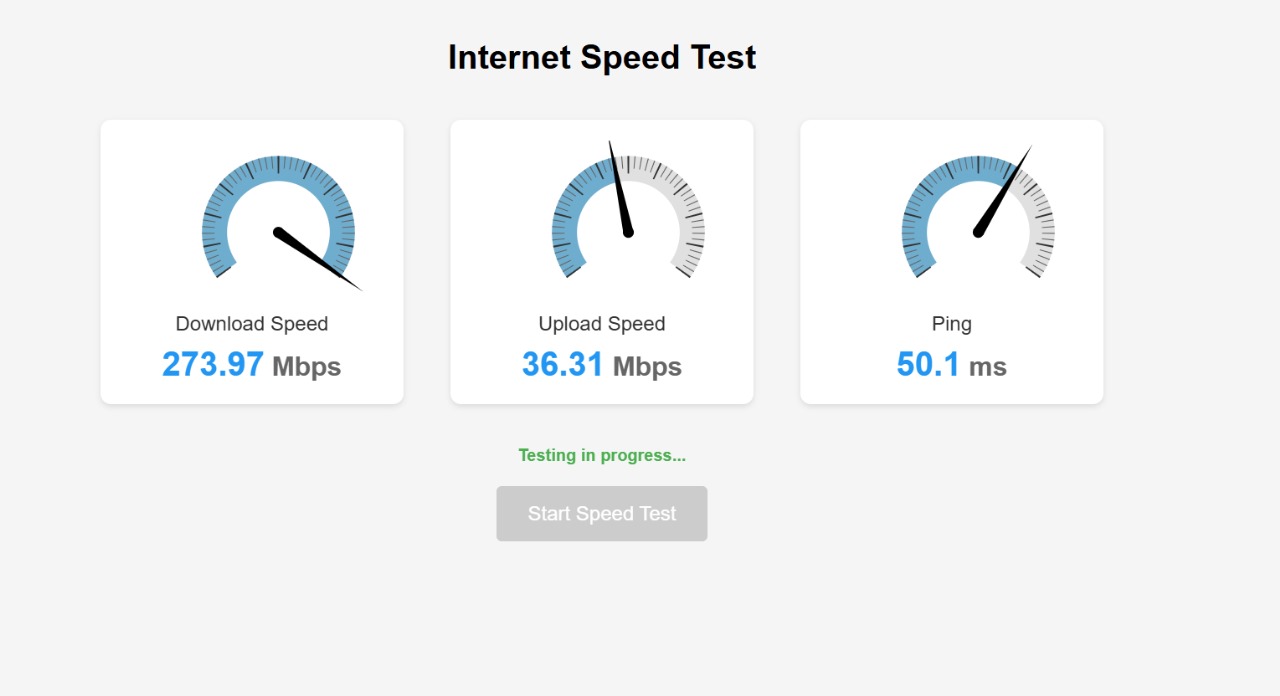 Internet Speed Test
Download Speed
273.97 Mbps
Upload Speed
36.31 Mbps
Ping
50.1 ms
Testing in progress...
Start Speed Test